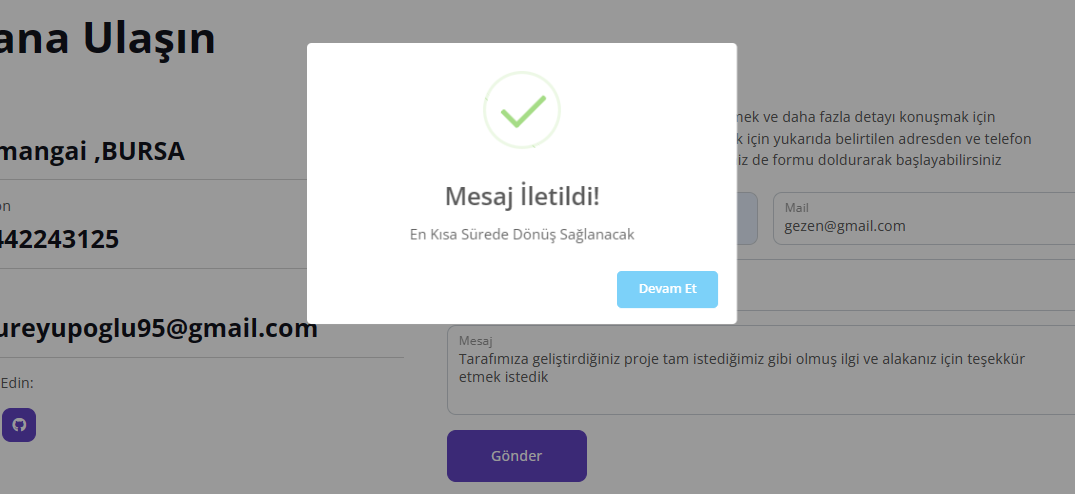 ana Ulaşın
mangai ,BURSA
on
442243125
ureyupoglu95@gmail.com
Edin:
Mesaj İletildi!
En Kısa Sürede Dönüş Sağlanacak
Devam Et
mek ve daha fazla detayı konuşmak için
k için yukarıda belirtilen adresden ve telefon
iz de formu doldurarak başlayabilirsiniz
Mail
gezen@gmail.com
Mesaj
Tarafımıza geliştirdiğiniz proje tam istediğimiz gibi olmuş ilgi ve alakanız için teşekkür
etmek istedik
Gönder